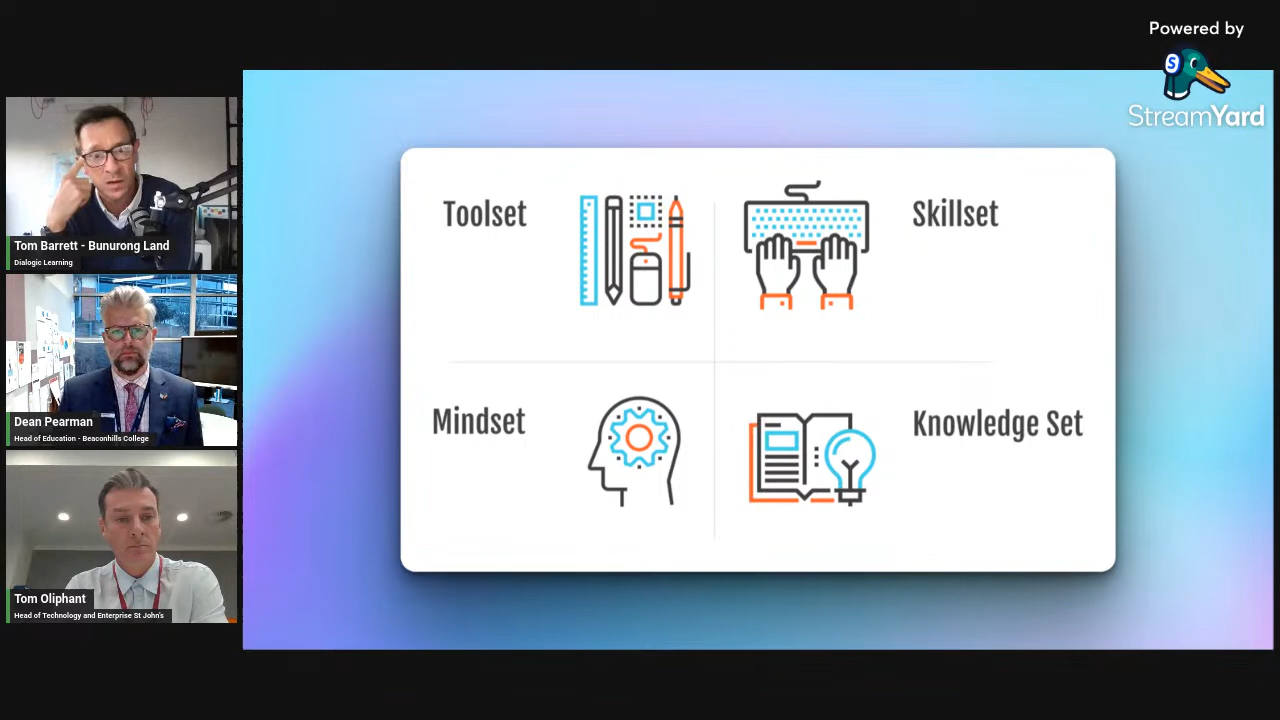 Powered by
StreamYard
Tom Barrett - Bunurong Land
Dialogic Learning
Dean Pearman
Head of Education - Beaconhills College
Tom Oliphant
Head of Technology and Enterprise St John's
Toolset
Skillset
Mindset
Knowledge Set